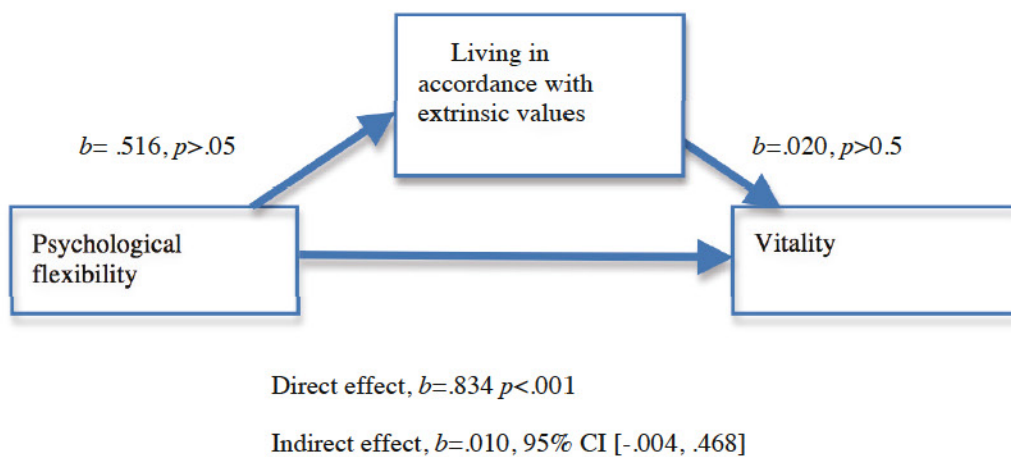 Living in
accordance with
extrinsic values
b= .516, p>.05
b=.020, p>0.5
Psychological
flexibility
Vitality
Direct effect, b=.834 p<.001
Indirect effect, b=.010, 95% CI [-.004, .468]